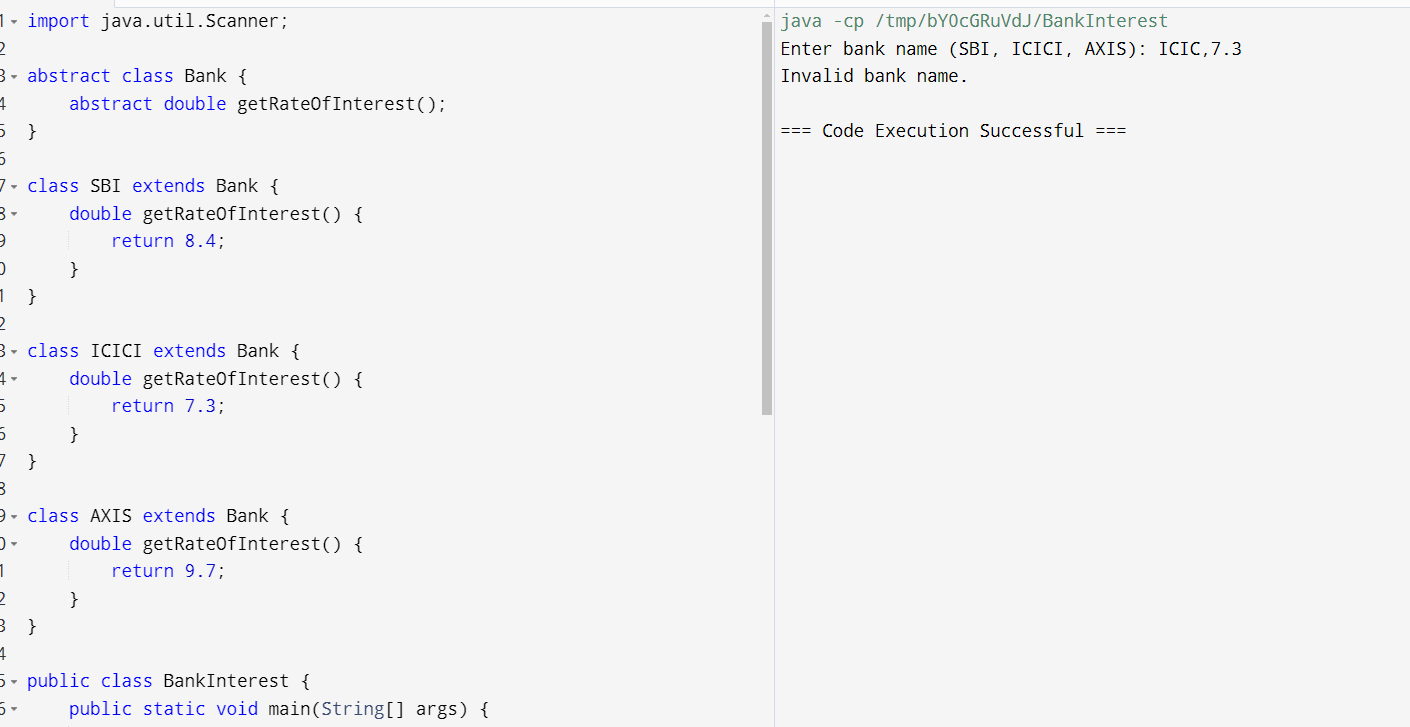 1 import java.util.Scanner;
2
3 abstract class Bank {
4     abstract double getRateOfInterest();
5 }
6
7 class SBI extends Bank {
8     double getRateOfInterest() {
9         return 8.4;
0     }
1 }
2
3 class ICICI extends Bank {
4     double getRateOfInterest() {
5         return 7.3;
6     }
7 }
8
9 class AXIS extends Bank {
0     double getRateOfInterest() {
1         return 9.7;
2     }
3 }
4
5 public class BankInterest {
6     public static void main(String[] args) {
java -cp /tmp/bY0cGRuVdJ/BankInterest
Enter bank name (SBI, ICICI, AXIS): ICIC,7.3
Invalid bank name.
=== Code Execution Successful ===